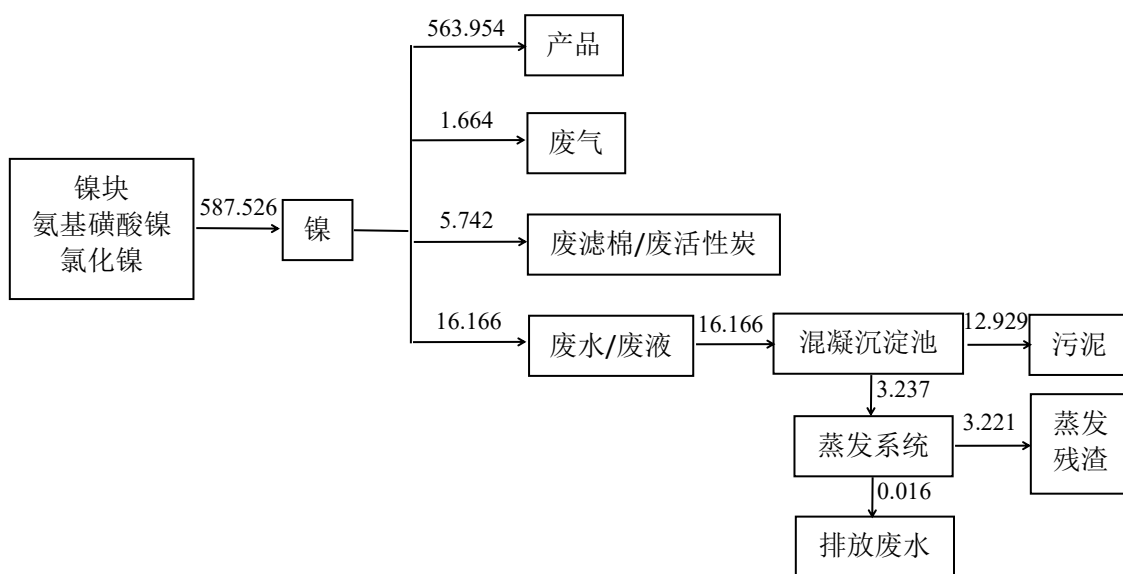 563.954
产品
1.664
废气
镍块
氨基磺酸镍
氯化镍
587.526
镍
5.742
废滤棉/废活性炭
16.166
废水/废液
16.166
混凝沉淀池
12.929
污泥
3.237
蒸发系统
3.221
蒸发
残渣
0.016
排放废水